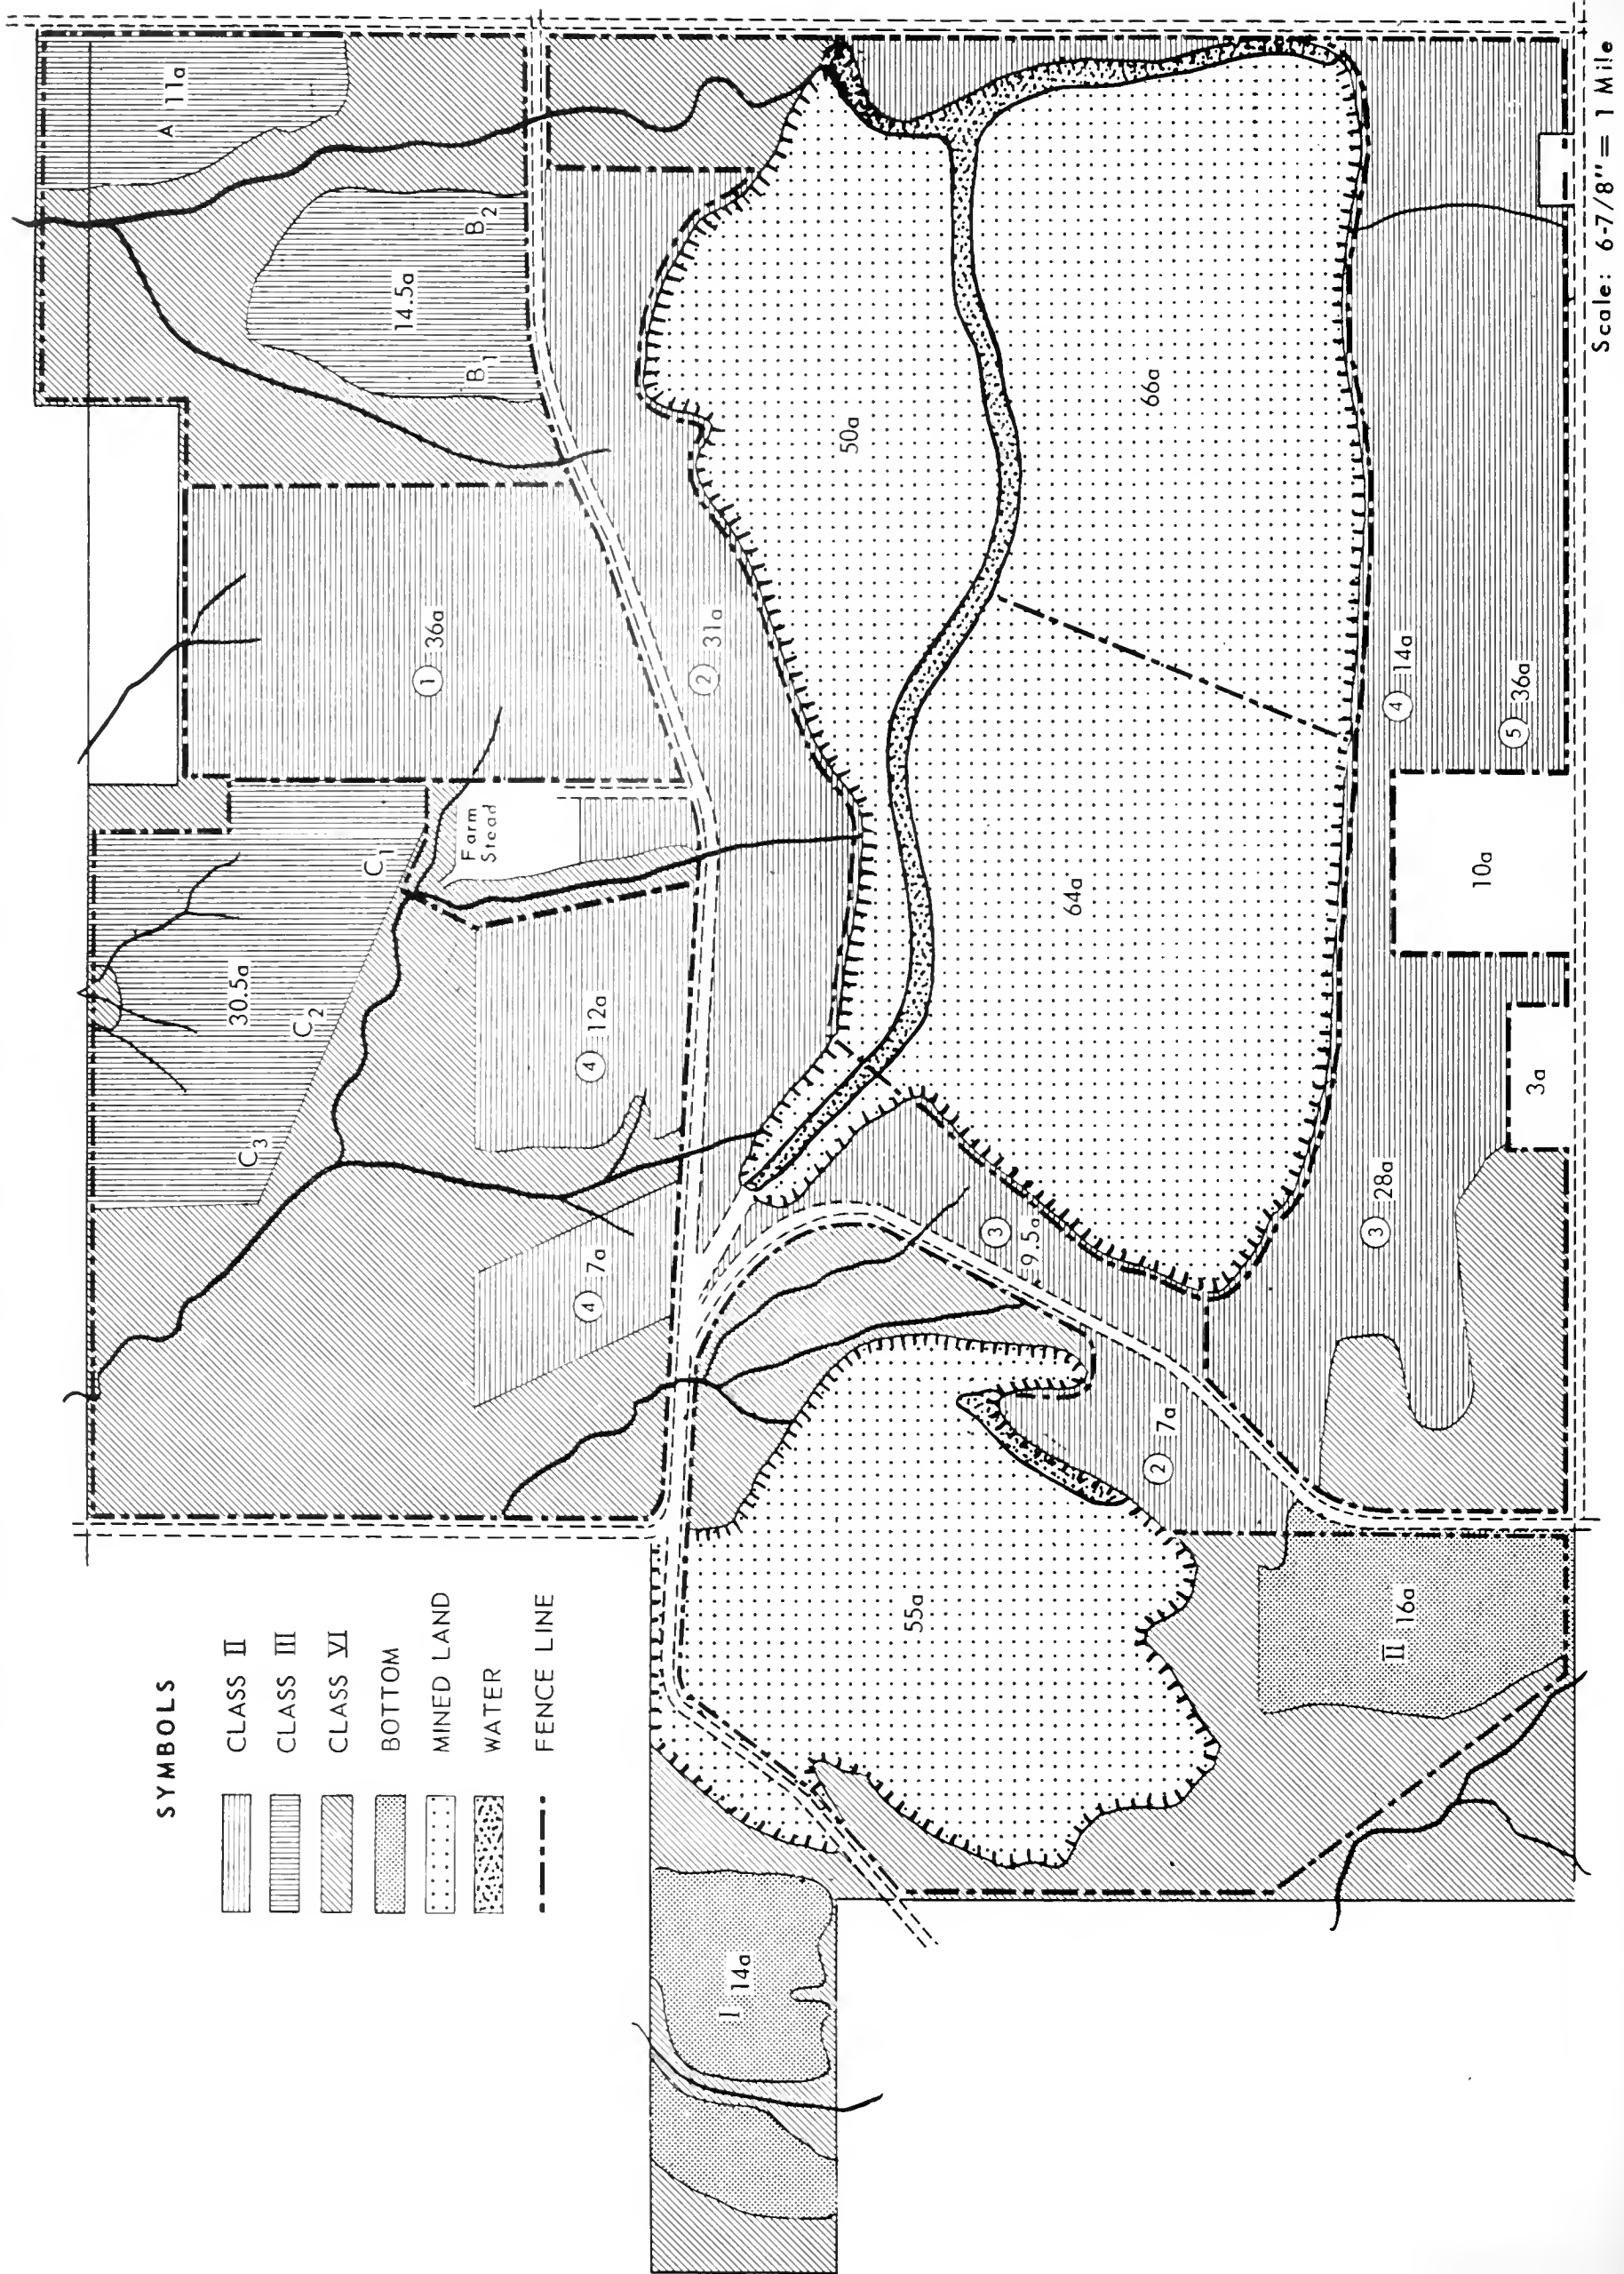 SYMBOLS
CLASS II
CLASS III
CLASS VI
BOTTOM
MINED LAND
WATER
FENCE LINE
A 11a
14.5a
B1
B2
1 36a
2 31a
Farm
Stead
C1
30.5a
C2
C3
4 12a
4 7a
50a
66a
64a
3 9.5a
2 7a
55a
I 14a
II 16a
3 28a
4 14a
5 36a
10a
3a
Scale: 6-7/8" = 1 Mile